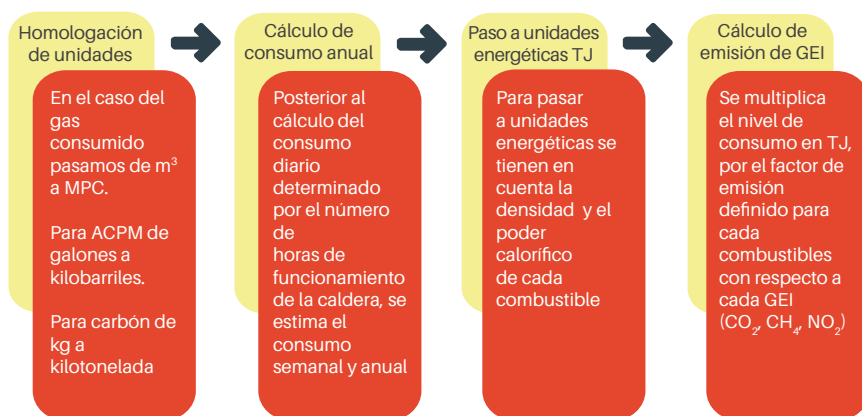 Homologación
de unidades
En el caso del
gas
consumido
pasamos de m³
a MPC.
Para ACPM de
galones a
kilobarriles.
Para carbón de
kg a
kilotonelada
Cálculo de
consumo anual
Posterior al
cálculo del
consumo
diario
determinado
por el número
de
horas de
funcionamiento
de la caldera, se
estima el
consumo
semanal y anual
Paso a unidades
energéticas TJ
Para pasar
a unidades
energéticas se
tienen en
cuenta la
densidad y el
poder
calorífico
de cada
combustible
Cálculo de
emisión de GEI
Se multiplica
el nivel de
consumo en TJ,
por el factor de
emisión
definido para
cada
combustibles
con respecto a
cada GEI
(CO₂, CH₄, NO₂)